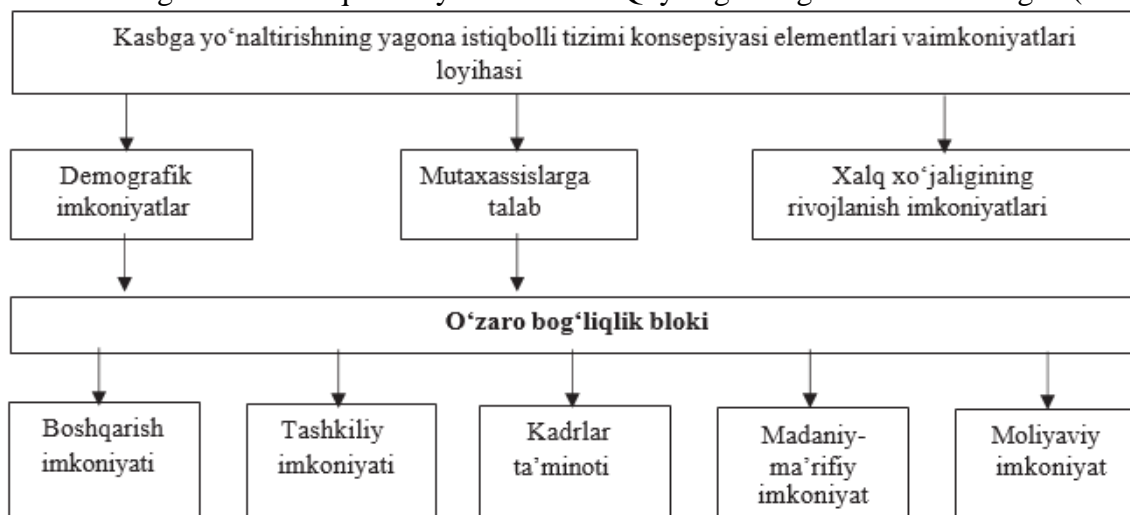 Kasbga yo‘naltirishning yagona istiqbolli tizimi konsepsiyasi elementlari vaimkoniyatlari
loyihasi
Demografik
imkoniyatlar
Mutaxassislarga
talab
Xalq xo‘jaligining
rivojlanish imkoniyatlari
O‘zaro bog‘liqlik bloki
Boshqarish
imkoniyati
Tashkiliy
imkoniyati
Kadrlar
ta’minoti
Madaniy-
ma’rifiy
imkoniyat
Moliyaviy
imkoniyat